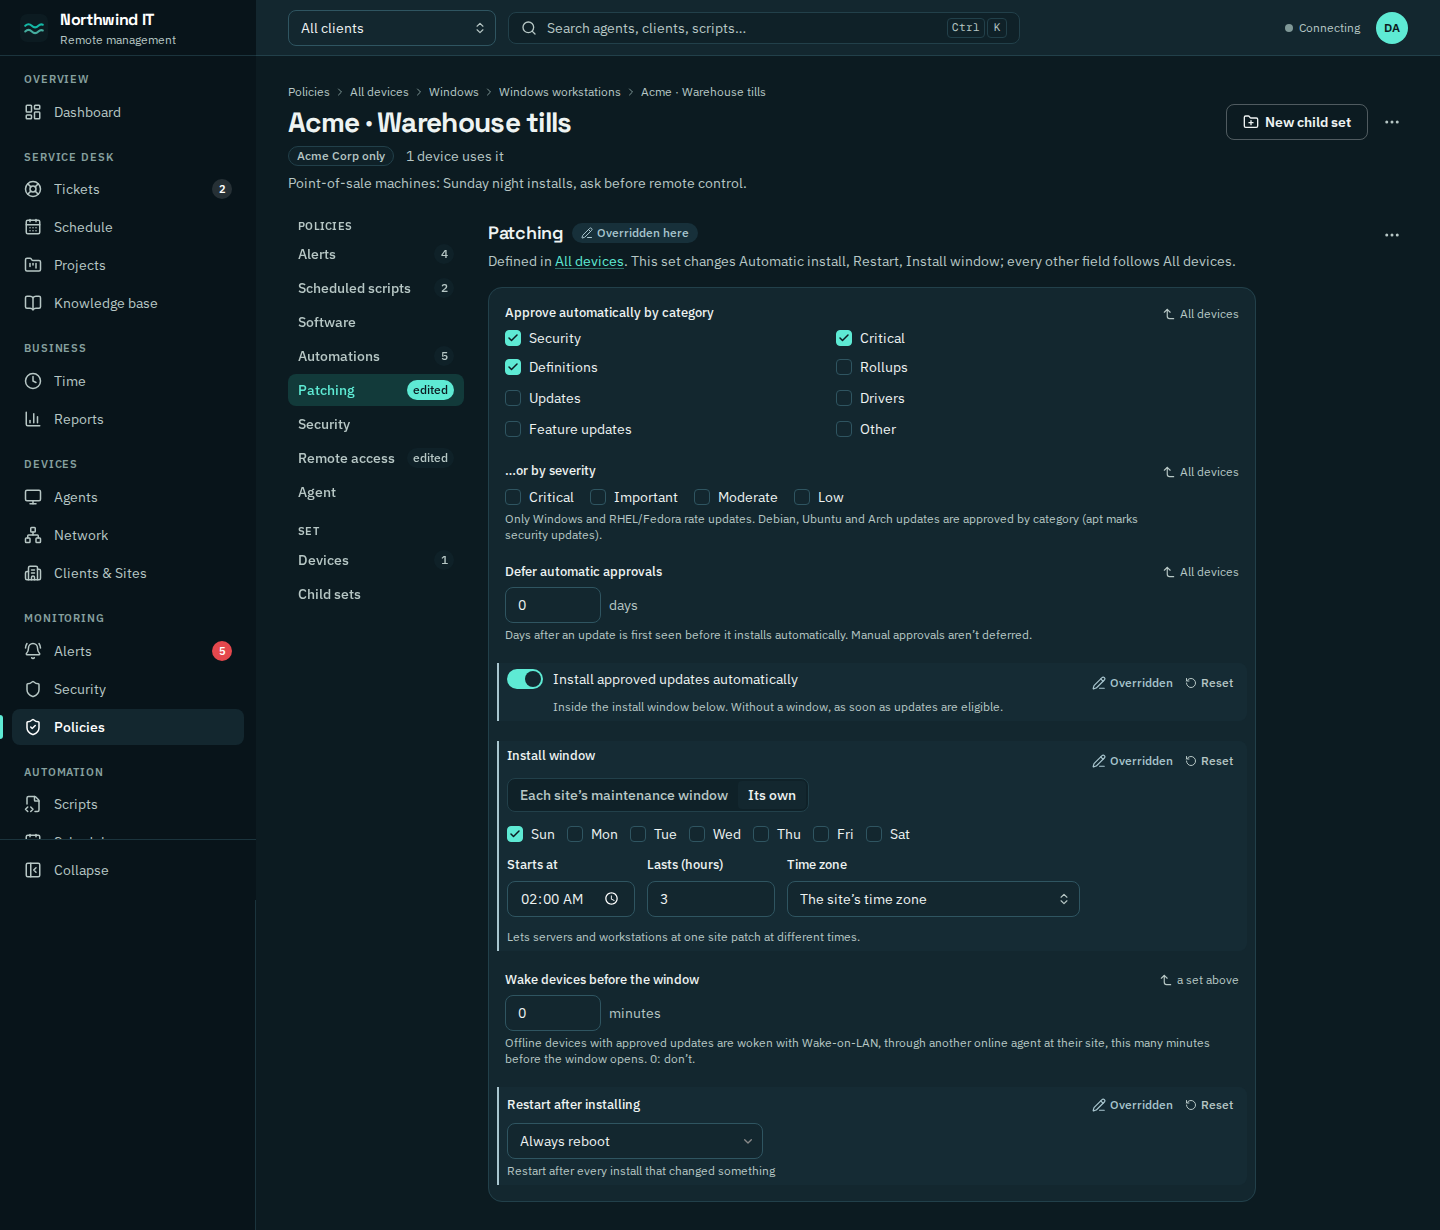 Northwind IT
Remote management
All clients
Search agents, clients, scripts...
Ctrl K
Connecting
DA
OVERVIEW
Dashboard
SERVICE DESK
Tickets 2
Schedule
Projects
Knowledge base
BUSINESS
Time
Reports
DEVICES
Agents
Network
Clients & Sites
MONITORING
Alerts 5
Security
Policies
AUTOMATION
Scripts
Collapse
Policies > All devices > Windows > Windows workstations > Acme · Warehouse tills
Acme · Warehouse tills
New child set
Acme Corp only 1 device uses it
Point-of-sale machines: Sunday night installs, ask before remote control.
POLICIES
Alerts 4
Scheduled scripts 2
Software
Automations 5
Patching edited
Security
Remote access edited
Agent
SET
Devices 1
Child sets
Patching Overridden here
Defined in All devices. This set changes Automatic install, Restart, Install window; every other field follows All devices.
Approve automatically by category All devices
Security Critical
Definitions Rollups
Updates Drivers
Feature updates Other
...or by severity All devices
Critical Important Moderate Low
Only Windows and RHEL/Fedora rate updates. Debian, Ubuntu and Arch updates are approved by category (apt marks
security updates).
Defer automatic approvals All devices
0 days
Days after an update is first seen before it installs automatically. Manual approvals aren't deferred.
Install approved updates automatically Overridden Reset
Inside the install window below. Without a window, as soon as updates are eligible.
Install window Overridden Reset
Each site's maintenance window Its own
Sun Mon Tue Wed Thu Fri Sat
Starts at Lasts (hours) Time zone
02:00 AM 3 The site's time zone
Lets servers and workstations at one site patch at different times.
Wake devices before the window a set above
0 minutes
Offline devices with approved updates are woken with Wake-on-LAN, through another online agent at their site, this many minutes
before the window opens. 0: don't.
Restart after installing Overridden Reset
Always reboot
Restart after every install that changed something